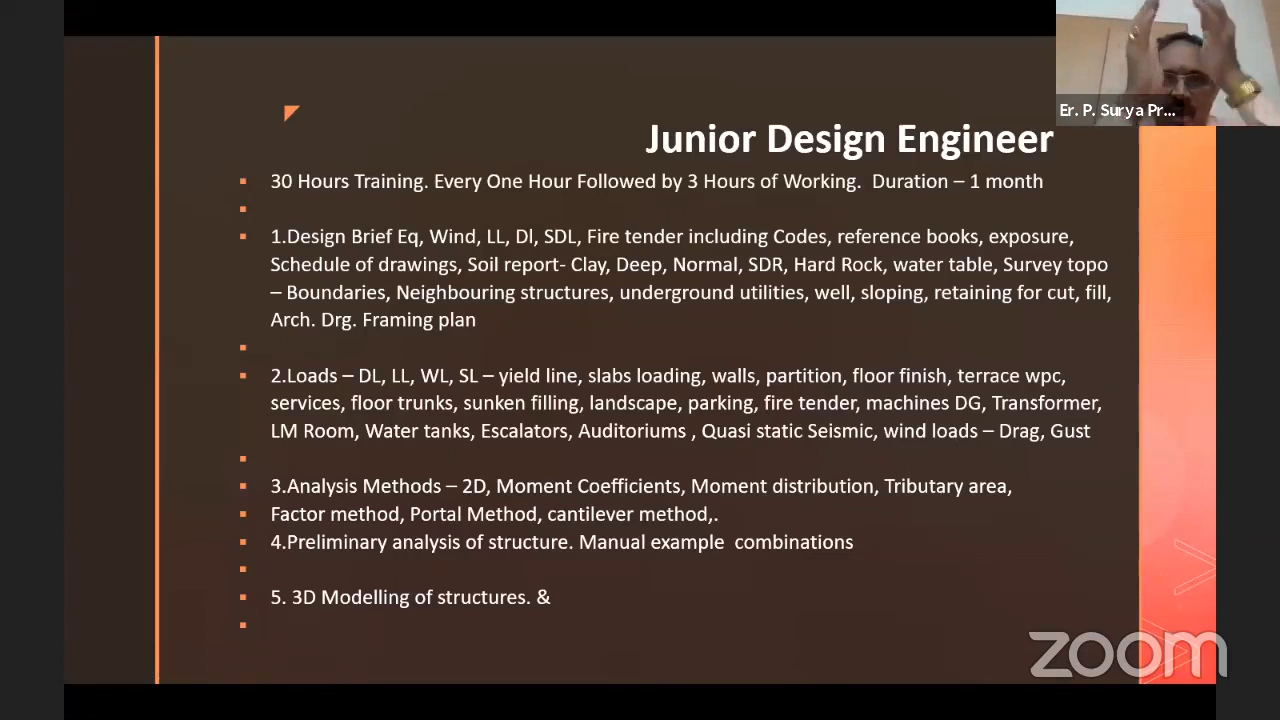 Er. P. Surya Pr...
Junior Design Engineer
30 Hours Training. Every One Hour Followed by 3 Hours of Working.  Duration – 1 month
1.Design Brief Eq, Wind, LL, Dl, SDL, Fire tender including Codes, reference books, exposure,
Schedule of drawings, Soil report- Clay, Deep, Normal, SDR, Hard Rock, water table, Survey topo
– Boundaries, Neighbouring structures, underground utilities, well, sloping, retaining for cut, fill,
Arch. Drg. Framing plan
2.Loads – DL, LL, WL, SL – yield line, slabs loading, walls, partition, floor finish, terrace wpc,
services, floor trunks, sunken filling, landscape, parking, fire tender, machines DG, Transformer,
LM Room, Water tanks, Escalators, Auditoriums , Quasi static Seismic, wind loads – Drag, Gust
3.Analysis Methods – 2D, Moment Coefficients, Moment distribution, Tributary area,
Factor method, Portal Method, cantilever method,.
4.Preliminary analysis of structure. Manual example  combinations
5. 3D Modelling of structures. &
zoom